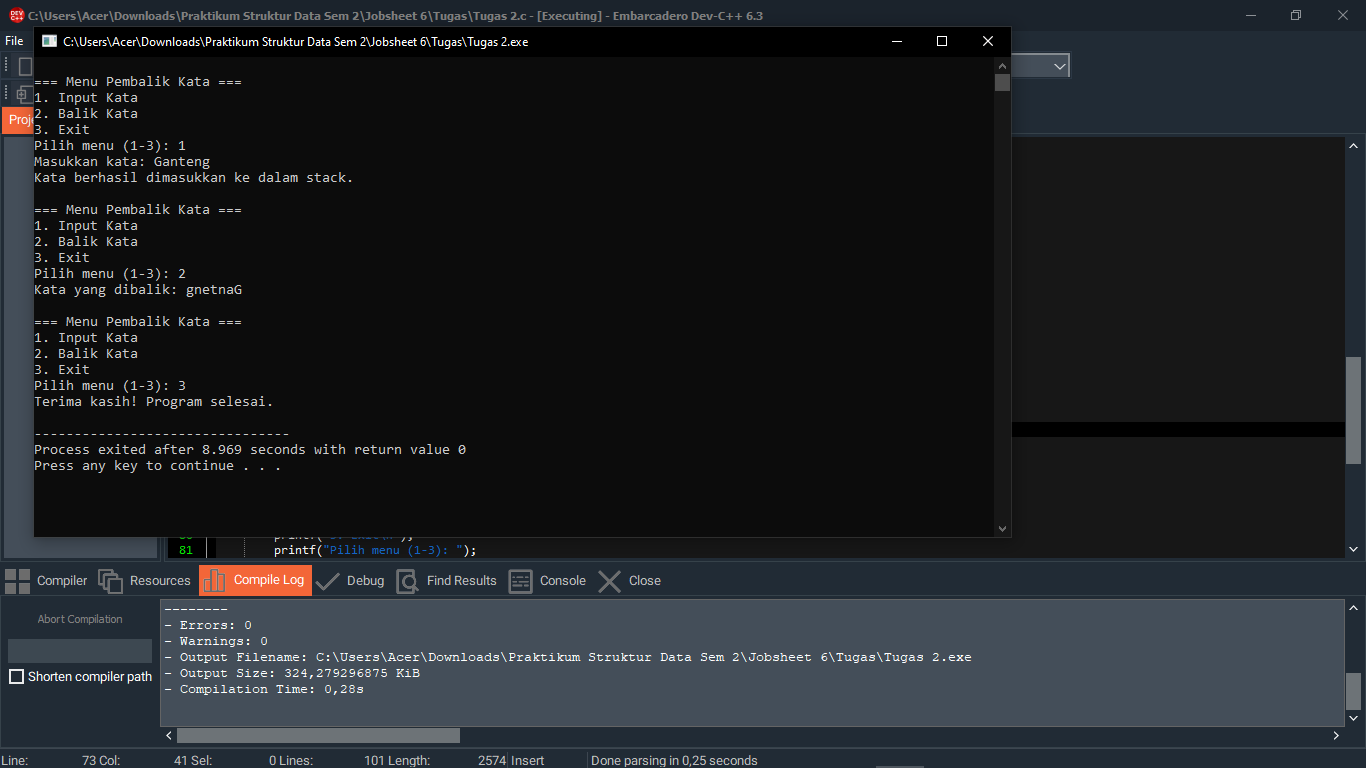 C:\Users\Acer\Downloads\Praktikum Struktur Data Sem 2\Jobsheet 6\Tugas\Tugas 2.c - [Executing] - Embarcadero Dev-C++ 6.3
File
C:\Users\Acer\Downloads\Praktikum Struktur Data Sem 2\Jobsheet 6\Tugas\Tugas 2.exe
=== Menu Pembalik Kata ===
1. Input Kata
2. Balik Kata
3. Exit
Pilih menu (1-3): 1
Masukkan kata: Ganteng
Kata berhasil dimasukkan ke dalam stack.
=== Menu Pembalik Kata ===
1. Input Kata
2. Balik Kata
3. Exit
Pilih menu (1-3): 2
Kata yang dibalik: gnetnaG
=== Menu Pembalik Kata ===
1. Input Kata
2. Balik Kata
3. Exit
Pilih menu (1-3): 3
Terima kasih! Program selesai.
--------------------------------
Process exited after 8.969 seconds with return value 0
Press any key to continue . . .
81 printf("Pilih menu (1-3): ");
Compiler Resources Compile Log Debug Find Results Console Close
Abort Compilation
Shorten compiler path
--------
- Errors: 0
- Warnings: 0
- Output Filename: C:\Users\Acer\Downloads\Praktikum Struktur Data Sem 2\Jobsheet 6\Tugas\Tugas 2.exe
- Output Size: 324,279296875 KiB
- Compilation Time: 0,28s
Line: 73 Col: 41 Sel: 0 Lines: 101 Length: 2574 Insert Done parsing in 0,25 seconds